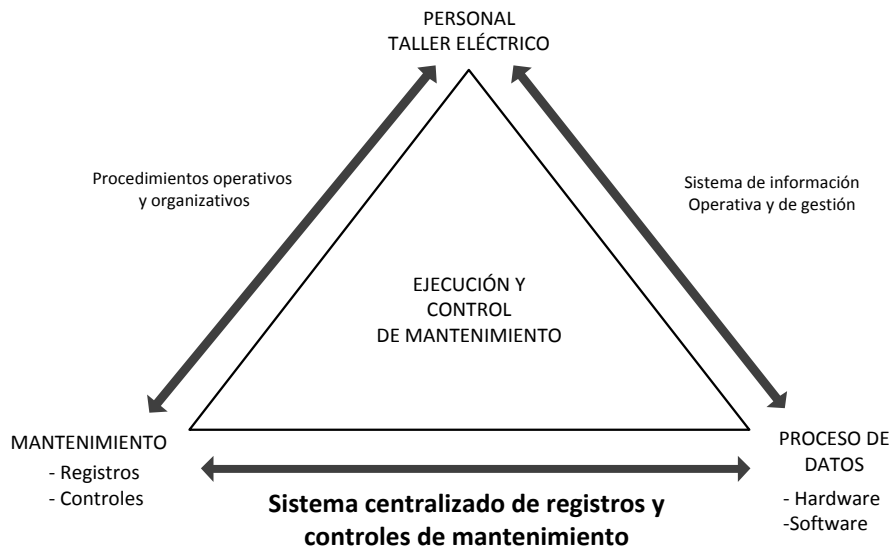 PERSONAL
TALLER ELÉCTRICO
Procedimientos operativos
y organizativos
Sistema de información
Operativa y de gestión
EJECUCIÓN Y
CONTROL
DE MANTENIMIENTO
MANTENIMIENTO
- Registros
- Controles
PROCESO DE
DATOS
- Hardware
-Software
Sistema centralizado de registros y
controles de mantenimiento